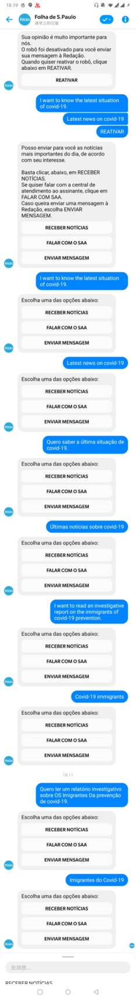 18:19
Folha de S.Paulo
通常立即回复
Sua opinião é muito importante para
nós.
O robô foi desativado para você enviar
sua mensagem à Redação.
Quando quiser reativar o robô, clique
abaixo em REATIVAR.
REATIVAR
I want to know the latest situation
of covid-19.
Latest news on covid-19
REATIVAR
Posso enviar para você as notícias
mais importantes do dia, de acordo
com seu interesse.
Basta clicar, abaixo, em RECEBER
NOTÍCIAS.
Se quiser falar com a central de
atendimento ao assinante, clique em
FALAR COM SAA.
Caso queira enviar uma mensagem à
Redação, escolha ENVIAR
MENSAGEM.
RECEBER NOTÍCIAS
FALAR COM O SAA
ENVIAR MENSAGEM
I want to know the latest situation
of covid-19.
Escolha uma das opções abaixo:
RECEBER NOTÍCIAS
FALAR COM O SAA
ENVIAR MENSAGEM
Latest news on covid-19
Escolha uma das opções abaixo:
RECEBER NOTÍCIAS
FALAR COM O SAA
ENVIAR MENSAGEM
Quero saber a última situação de
covid-19.
Escolha uma das opções abaixo:
RECEBER NOTÍCIAS
FALAR COM O SAA
ENVIAR MENSAGEM
Últimas notícias sobre covid-19
Escolha uma das opções abaixo:
RECEBER NOTÍCIAS
FALAR COM O SAA
ENVIAR MENSAGEM
I want to read an investigative
report on the immigrants of
covid-19 prevention.
Escolha uma das opções abaixo:
RECEBER NOTÍCIAS
FALAR COM O SAA
ENVIAR MENSAGEM
Covid-19 immigrants
Escolha uma das opções abaixo:
RECEBER NOTÍCIAS
FALAR COM O SAA
ENVIAR MENSAGEM
18:11
Quero ler um relatório investigativo
sobre OS Imigrantes Da prevenção
de covid-19.
Escolha uma das opções abaixo:
RECEBER NOTÍCIAS
FALAR COM O SAA
ENVIAR MENSAGEM
Imigrantes do Covid-19
Escolha uma das opções abaixo:
RECEBER NOTÍCIAS
FALAR COM O SAA
ENVIAR MENSAGEM
发消息...
RECEBER NOTÍCIAS